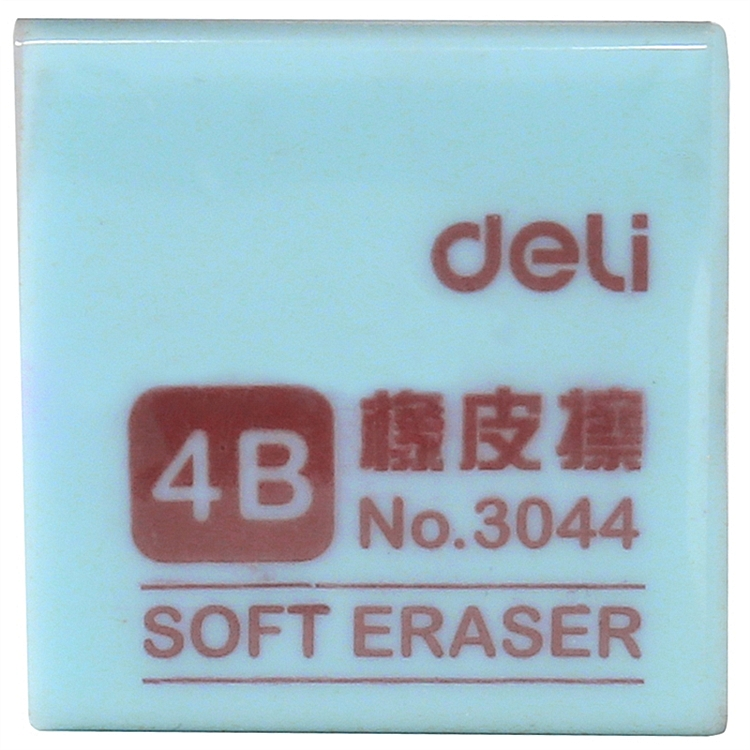 deli
4B
橡皮擦
No.3044
SOFT ERASER